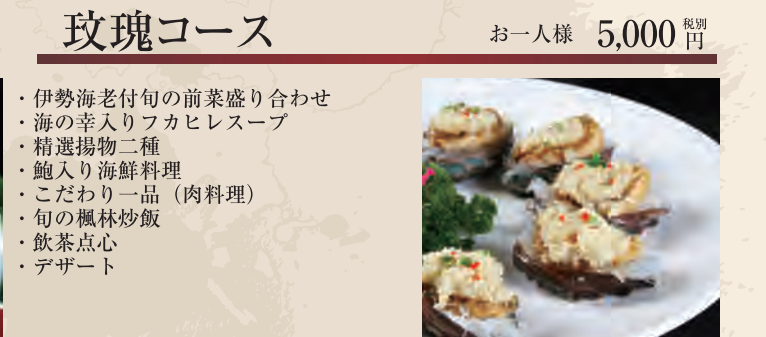 玫瑰コース
お一人様 5,000円 税別
・伊勢海老付旬の前菜盛り合わせ
・海の幸入りフカヒレスープ
・精選揚物二種
・鮑入り海鮮料理
・こだわり一品（肉料理）
・旬の楓林炒飯
・飲茶点心
・デザート